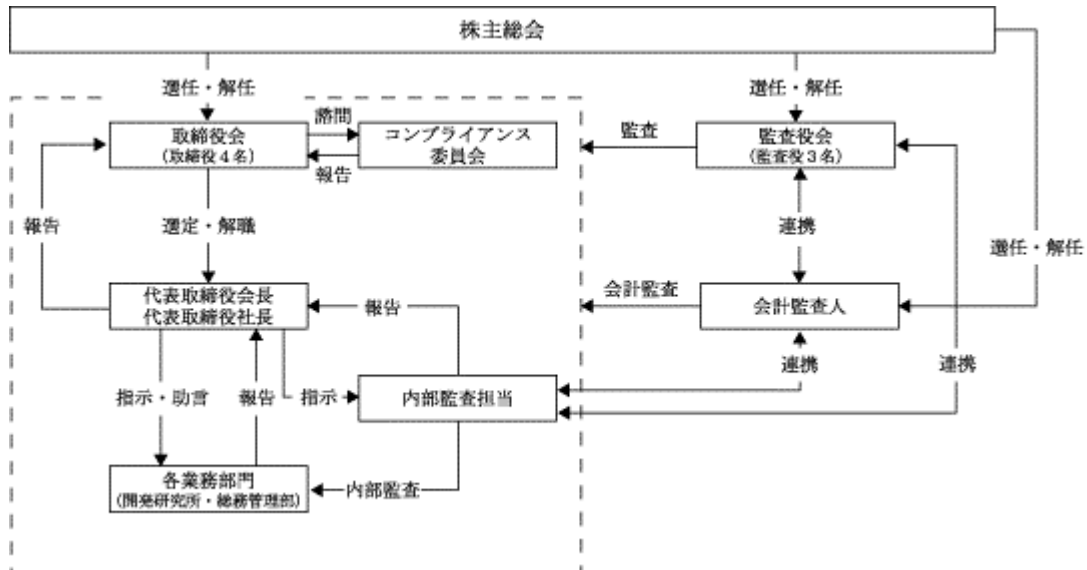 株主総会
選任・解任
選任・解任
諮問
取締役会
(取締役4名)
コンプライアンス
委員会
監査
監査役会
(監査役3名)
報告
報告
選定・解職
連携
選任・解任
代表取締役会長
代表取締役社長
報告
会計監査
会計監査人
連携
連携
指示・助言
報告
指示
内部監査担当
各業務部門
(開発研究所・総務管理部)
内部監査